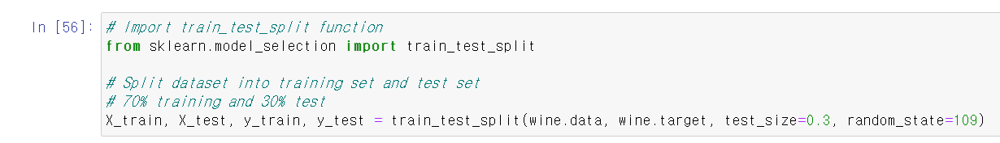 In [56]:
# Import train_test_split function
from sklearn.model_selection import train_test_split
# Split dataset into training set and test set
# 70% training and 30% test
X_train, X_test, y_train, y_test = train_test_split(wine.data, wine.target, test_size=0.3, random_state=109)